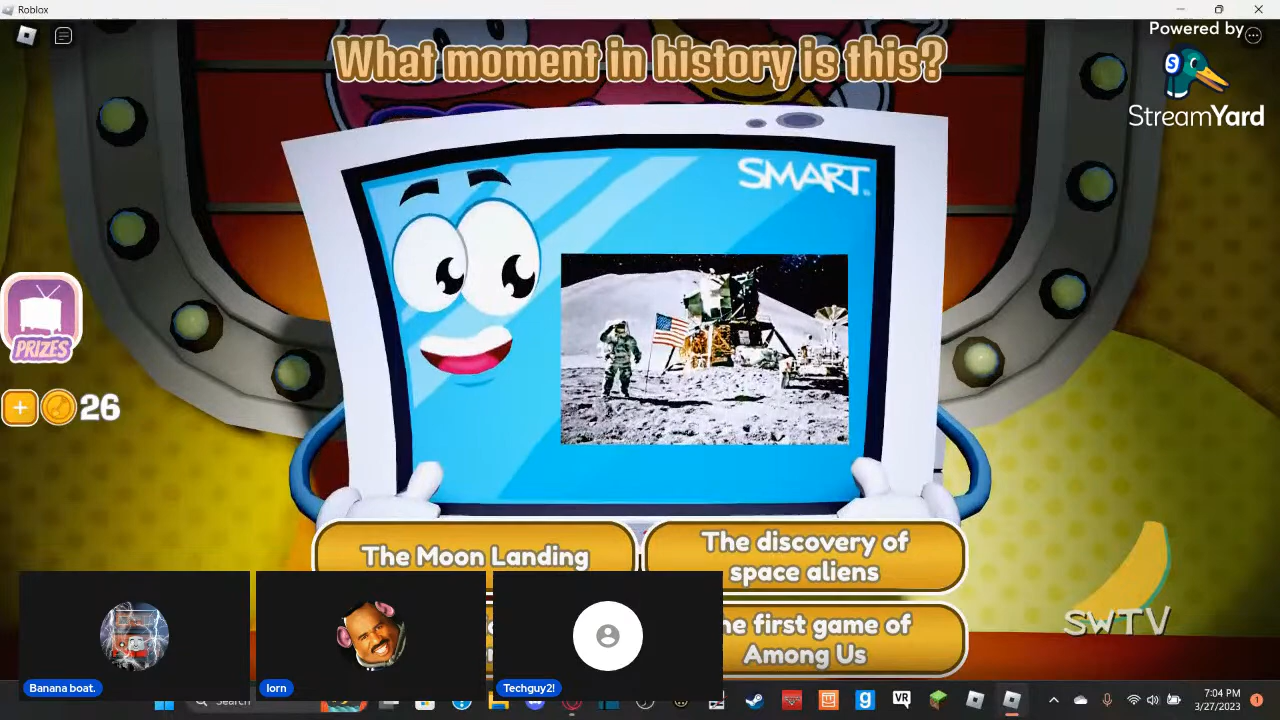 Roblox
What moment in history is this?
Powered by
StreamYard
SMART
PRIZES
26
The Moon Landing
The discovery of
space aliens
he first game of
Among Us
SWTV
Banana boat.
lorn
Techguy2!
Search
VR
7:04 PM
3/27/2023